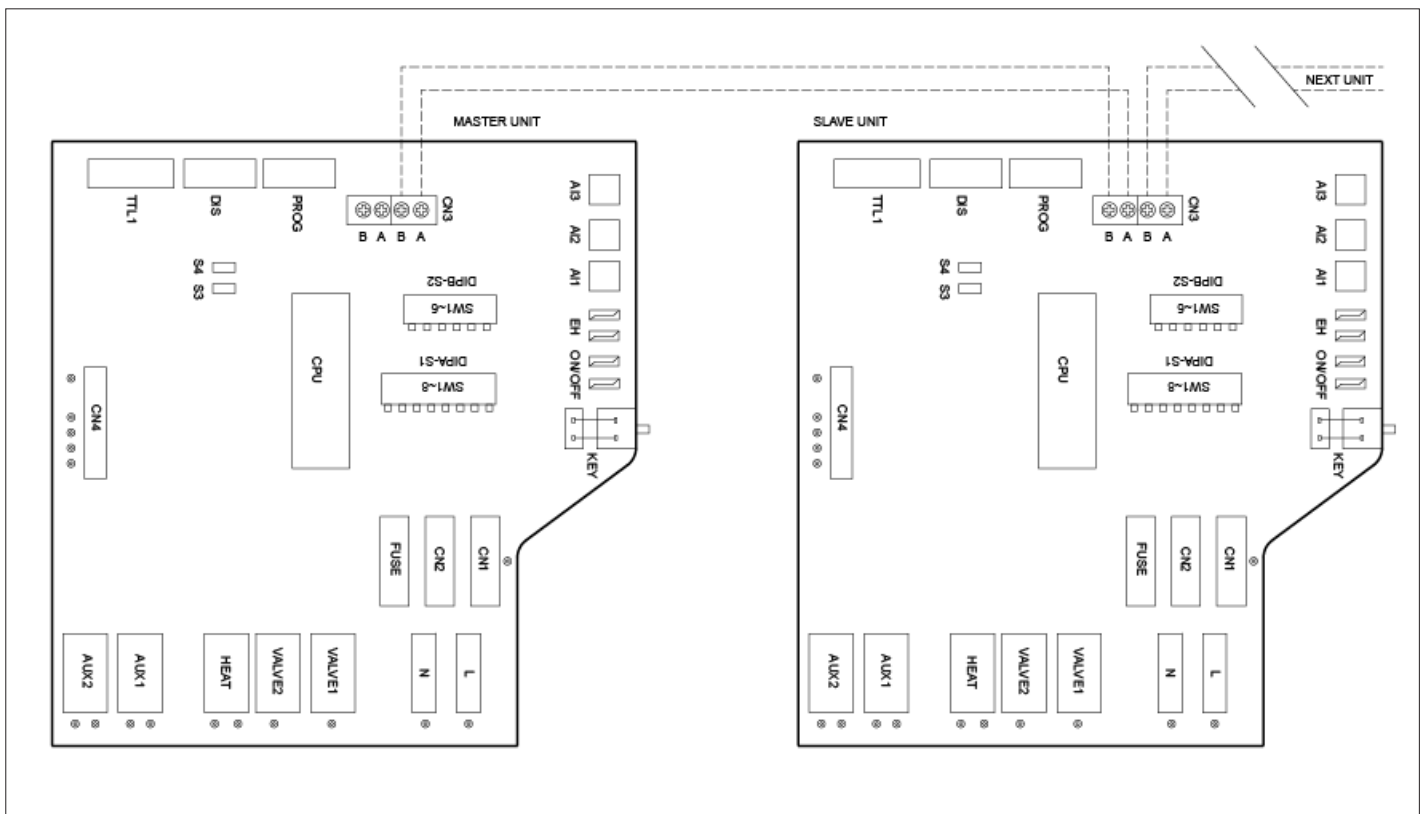 NEXT UNIT
MASTER UNIT
SLAVE UNIT
TTL1
DIS
PROG
CN3
B A B A
AI3
AI2
AI1
S4
S3
DIPB-S2
SW1~6
DIPA-S1
SW1~8
EH
ON/OFF
KEY
CPU
CN4
FUSE
CN2
CN1
AUX2
AUX1
HEAT
VALVE2
VALVE1
N
L
TTL1
DIS
PROG
CN3
B A B A
AI3
AI2
AI1
S4
S3
DIPB-S2
SW1~6
DIPA-S1
SW1~8
EH
ON/OFF
KEY
CPU
CN4
FUSE
CN2
CN1
AUX2
AUX1
HEAT
VALVE2
VALVE1
N
L